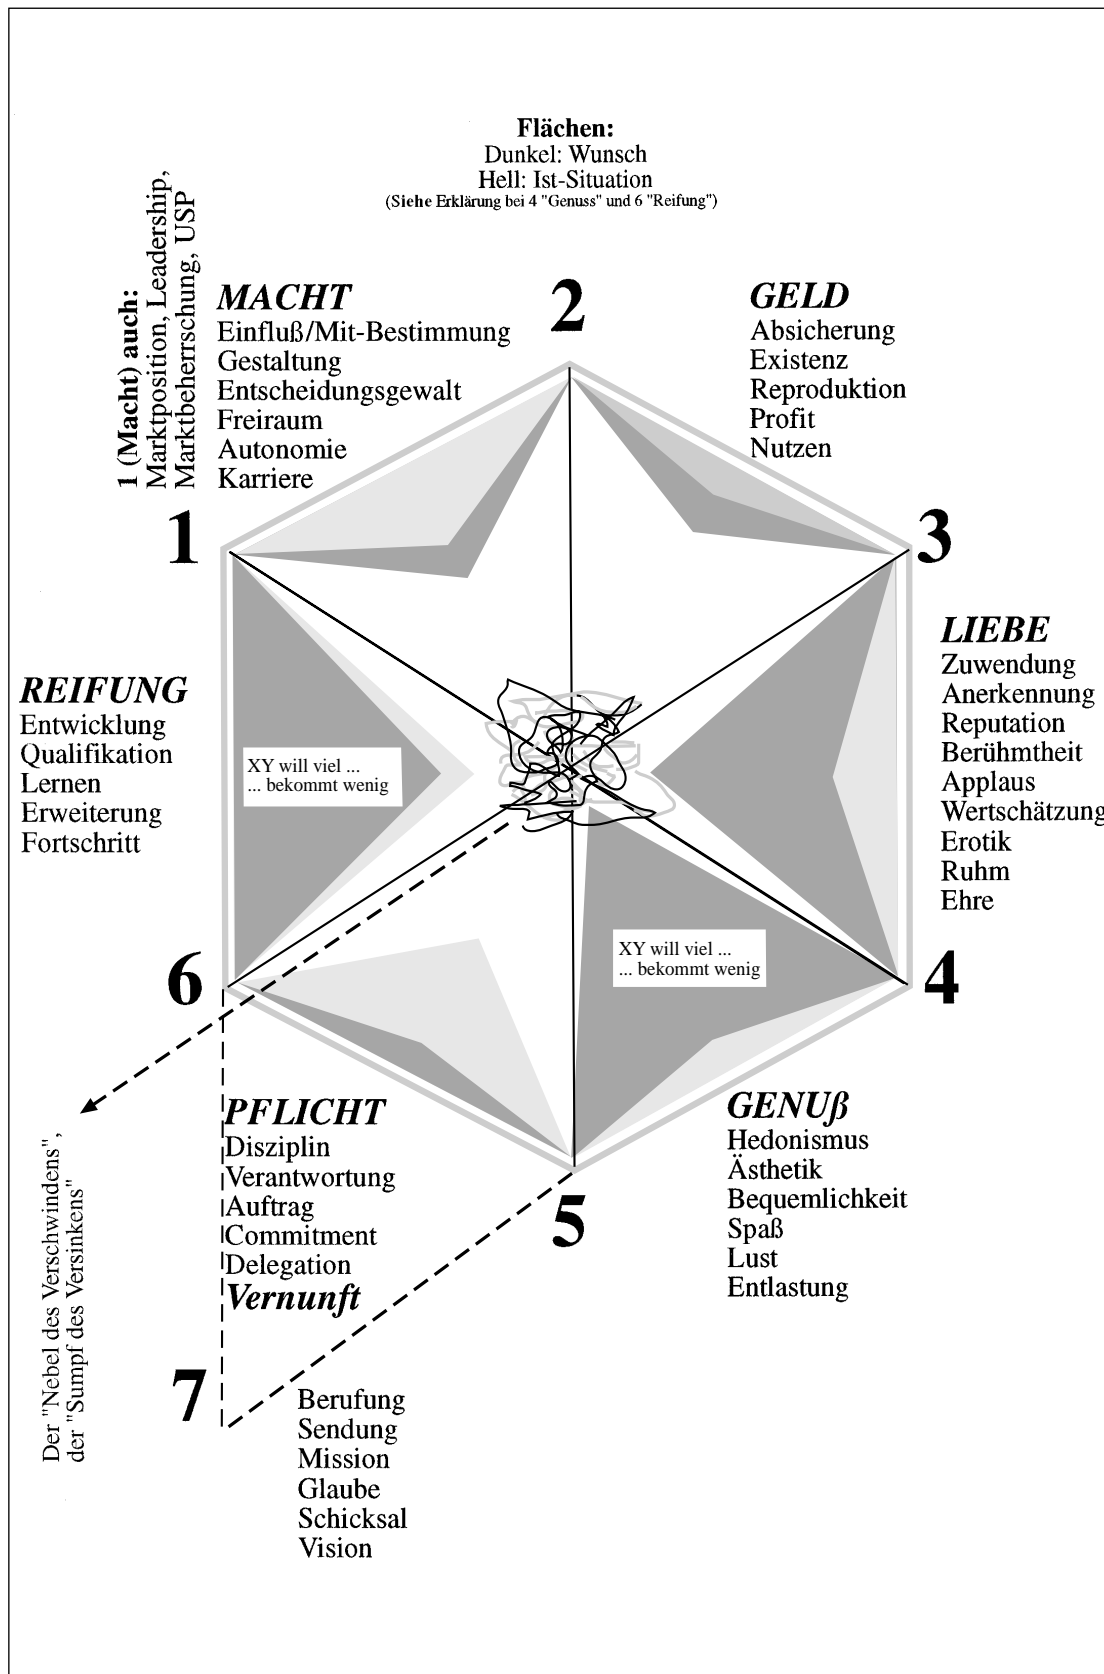 Flächen:
Dunkel: Wunsch
Hell: Ist-Situation
(Siehe Erklärung bei 4 "Genuss" und 6 "Reifung")
1 (Macht) auch:
Marktposition, Leadership,
Marktbeherrschung, USP
MACHT
Einfluß/Mit-Bestimmung
Gestaltung
Entscheidungsgewalt
Freiraum
Autonomie
Karriere
2
GELD
Absicherung
Existenz
Reproduktion
Profit
Nutzen
1
3
LIEBE
Zuwendung
Anerkennung
Reputation
Berühmtheit
Applaus
Wertschätzung
Erotik
Ruhm
Ehre
REIFUNG
Entwicklung
Qualifikation
Lernen
Erweiterung
Fortschritt
XY will viel ...
... bekommt wenig
XY will viel ...
... bekommt wenig
6
4
PFLICHT
Disziplin
Verantwortung
Auftrag
Commitment
Delegation
Vernunft
GENUß
Hedonismus
Ästhetik
Bequemlichkeit
Spaß
Lust
Entlastung
5
Der "Nebel des Verschwindens",
der "Sumpf des Versinkens"
7
Berufung
Sendung
Mission
Glaube
Schicksal
Vision